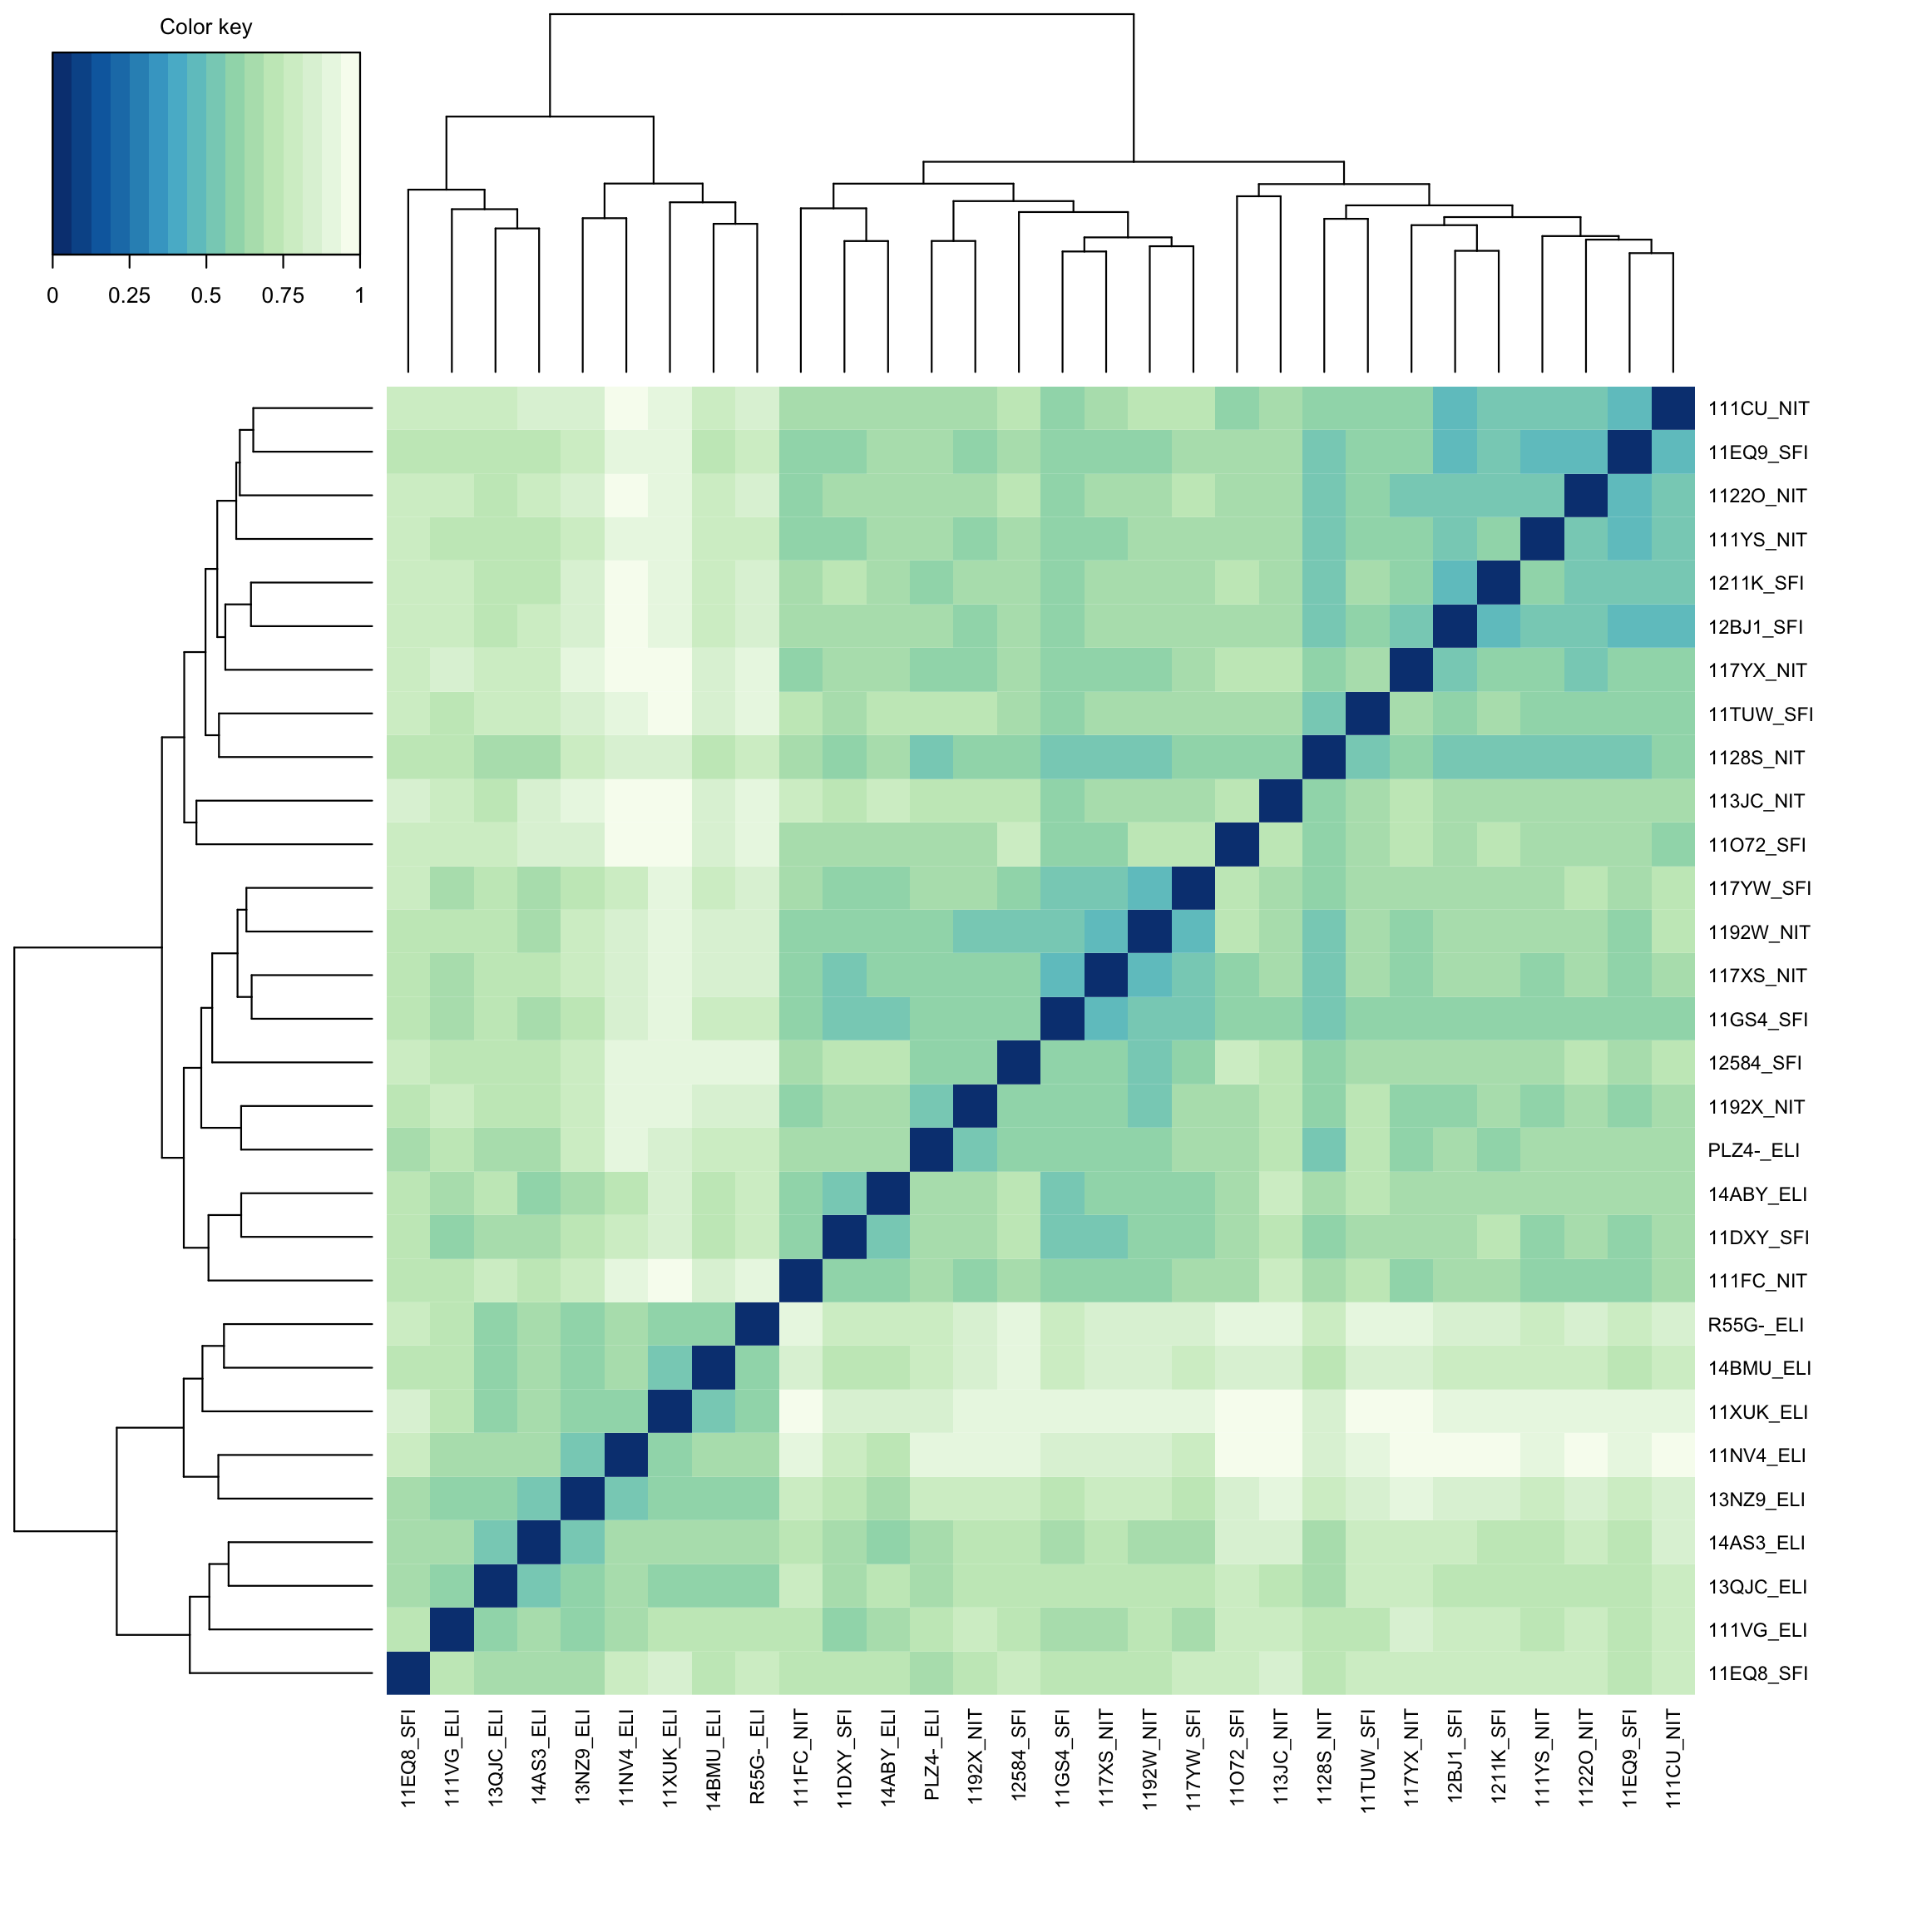 Color key
0 0.25 0.5 0.75 1
111CU_NIT
11EQ9_SFI
1122O_NIT
111YS_NIT
1211K_SFI
12BJ1_SFI
117YX_NIT
11TUW_SFI
1128S_NIT
113JC_NIT
11O72_SFI
117YW_SFI
1192W_NIT
117XS_NIT
11GS4_SFI
12584_SFI
1192X_NIT
PLZ4-_ELI
14ABY_ELI
11DXY_SFI
111FC_NIT
R55G-_ELI
14BMU_ELI
11XUK_ELI
11NV4_ELI
13NZ9_ELI
14AS3_ELI
13QJC_ELI
111VG_ELI
11EQ8_SFI
11EQ8_SFI
111VG_ELI
13QJC_ELI
14AS3_ELI
13NZ9_ELI
11NV4_ELI
11XUK_ELI
14BMU_ELI
R55G-_ELI
111FC_NIT
11DXY_SFI
14ABY_ELI
PLZ4-_ELI
1192X_NIT
12584_SFI
11GS4_SFI
117XS_NIT
1192W_NIT
117YW_SFI
11O72_SFI
113JC_NIT
1128S_NIT
11TUW_SFI
117YX_NIT
12BJ1_SFI
1211K_SFI
111YS_NIT
1122O_NIT
11EQ9_SFI
111CU_NIT